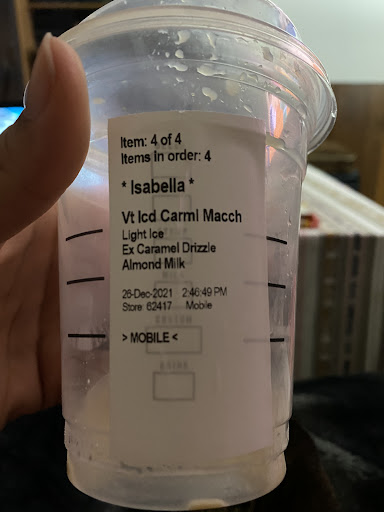 Item: 4 of 4
Items in order: 4
* Isabella *
Vt Icd Carml Macch
Light Ice
Ex Caramel Drizzle
Almond Milk
26-Dec-2021 2:46:49 PM
Store: 62417 Mobile
> MOBILE <